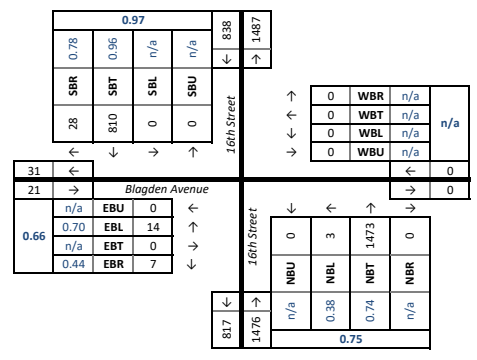 0.97
0.78 0.96 n/a n/a
SBR SBT SBL SBU
28 810 0 0
← ↓ → ↑
838 1487
↓ ↑
16th Street
↑ 0 WBR n/a
← 0 WBT n/a
↓ 0 WBL n/a
→ 0 WBU n/a
n/a
31 ←
← 0
21 → Blagden Avenue
→ 0
0.66
n/a EBU 0 ←
0.70 EBL 14 ↑
n/a EBT 0 →
0.44 EBR 7 ↓
16th Street
↓ ← ↑ →
0 3 1473 0
NBU NBL NBT NBR
n/a 0.38 0.74 n/a
0.75
↓ ↑
817 1476